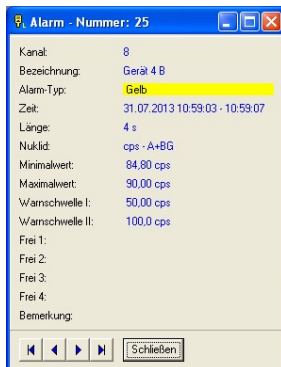 Alarm - Nummer: 25
Kanal: 8
Bezeichnung: Gerät 4 B
Alarm-Typ: Gelb
Zeit: 31.07.2013 10:59:03 - 10:59:07
Länge: 4 s
Nuklid: cps - A+BG
Minimalwert: 84,80 cps
Maximalwert: 90,00 cps
Warnschwelle I: 50,00 cps
Warnschwelle II: 100,0 cps
Frei 1:
Frei 2:
Frei 3:
Frei 4:
Bemerkung:
Schließen